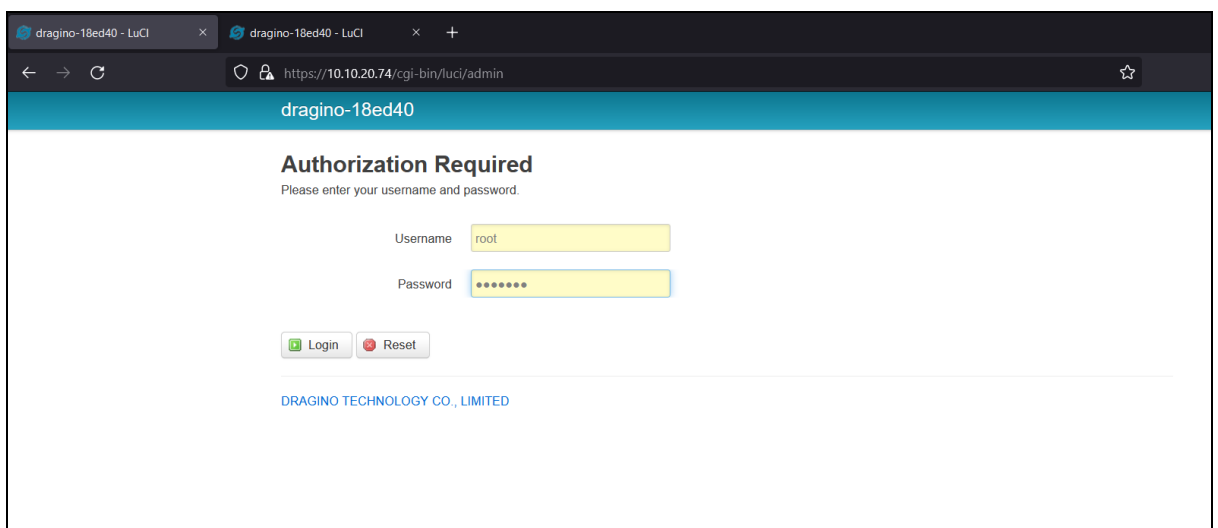 dragino-18ed40 - LuCI × dragino-18ed40 - LuCI × +
https://10.10.20.74/cgi-bin/luci/admin
dragino-18ed40
Authorization Required
Please enter your username and password.
Username root
Password •••••••
Login Reset
DRAGINO TECHNOLOGY CO., LIMITED